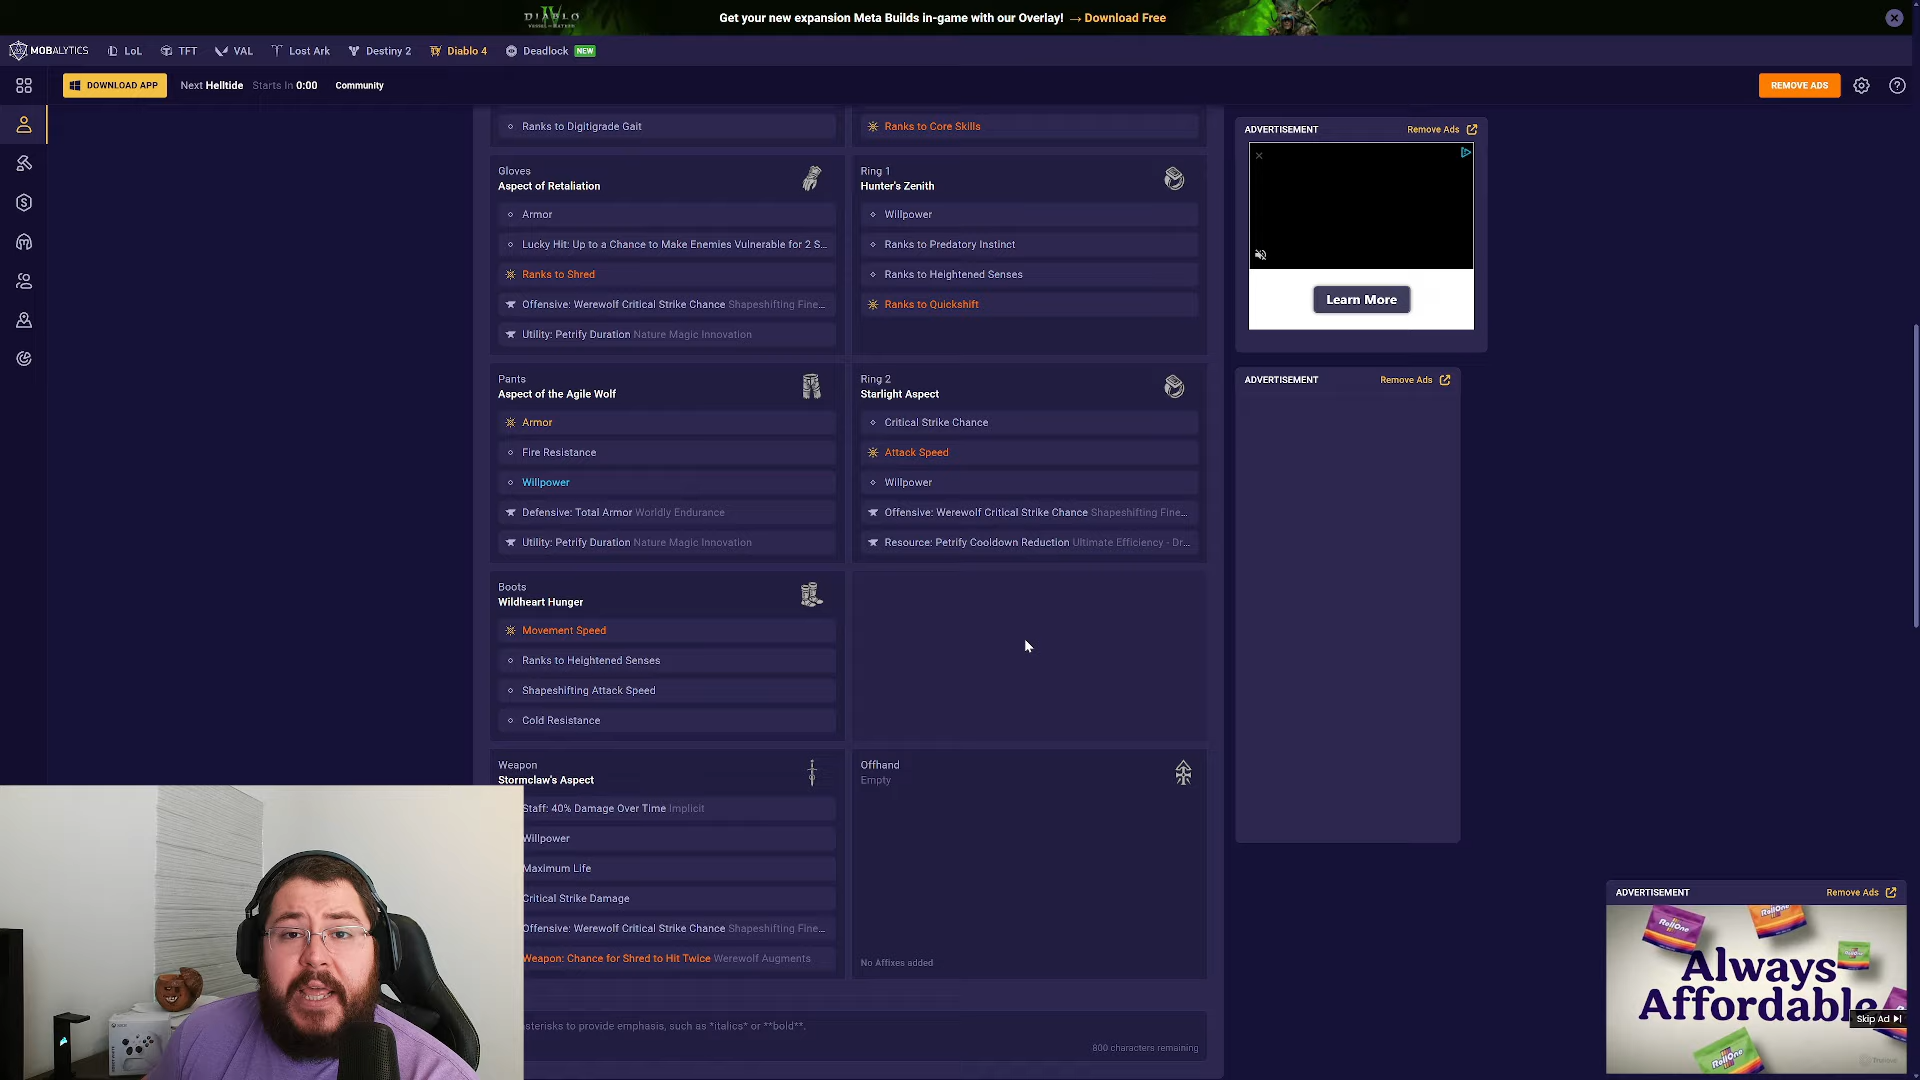 DIABLO
Get your new expansion Meta Builds in-game with our Overlay! → Download Free
MOBALYTICS
LoL
TFT
VAL
Lost Ark
Destiny 2
Diablo 4
Deadlock NEW
DOWNLOAD APP
Next Helltide Starts In 0:00
Community
REMOVE ADS
Ranks to Digitigrade Gait
Ranks to Core Skills
Gloves
Aspect of Retaliation
Armor
Lucky Hit: Up to a Chance to Make Enemies Vulnerable for 2 S...
Ranks to Shred
Offensive: Werewolf Critical Strike Chance Shapeshifting Fine...
Utility: Petrify Duration Nature Magic Innovation
Ring 1
Hunter's Zenith
Willpower
Ranks to Predatory Instinct
Ranks to Heightened Senses
Ranks to Quickshift
Pants
Aspect of the Agile Wolf
Armor
Fire Resistance
Willpower
Defensive: Total Armor Worldly Endurance
Utility: Petrify Duration Nature Magic Innovation
Ring 2
Starlight Aspect
Critical Strike Chance
Attack Speed
Willpower
Offensive: Werewolf Critical Strike Chance Shapeshifting Fine...
Resource: Petrify Cooldown Reduction Ultimate Efficiency - Dr...
Boots
Wildheart Hunger
Movement Speed
Ranks to Heightened Senses
Shapeshifting Attack Speed
Cold Resistance
Weapon
Stormclaw's Aspect
Staff: 40% Damage Over Time Implicit
Willpower
Maximum Life
Critical Strike Damage
Offensive: Werewolf Critical Strike Chance Shapeshifting Fine...
Weapon: Chance for Shred to Hit Twice Werewolf Augments
Offhand
Empty
No Affixes added
sterisks to provide emphasis, such as *italics* or **bold**.
800 characters remaining
ADVERTISEMENT
Remove Ads
Learn More
ADVERTISEMENT
Remove Ads
ADVERTISEMENT
Remove Ads
RollOne
RollOne
Always
Affordable
Skip Ad
RollOne